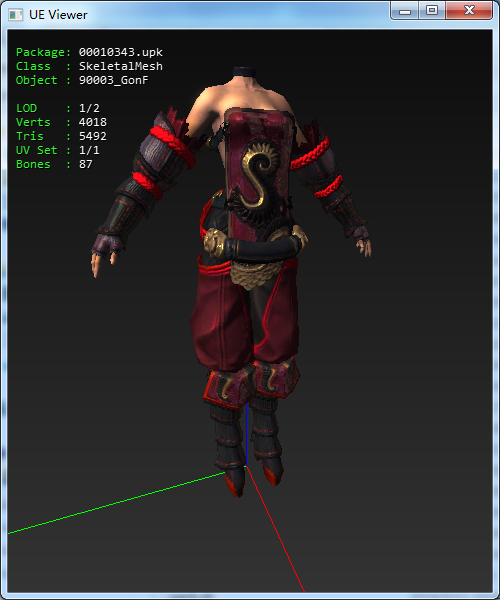 UE Viewer
Package: 00010343.upk
Class : SkeletalMesh
Object : 90003_GonF
LOD : 1/2
Verts : 4018
Tris : 5492
UV Set : 1/1
Bones : 87